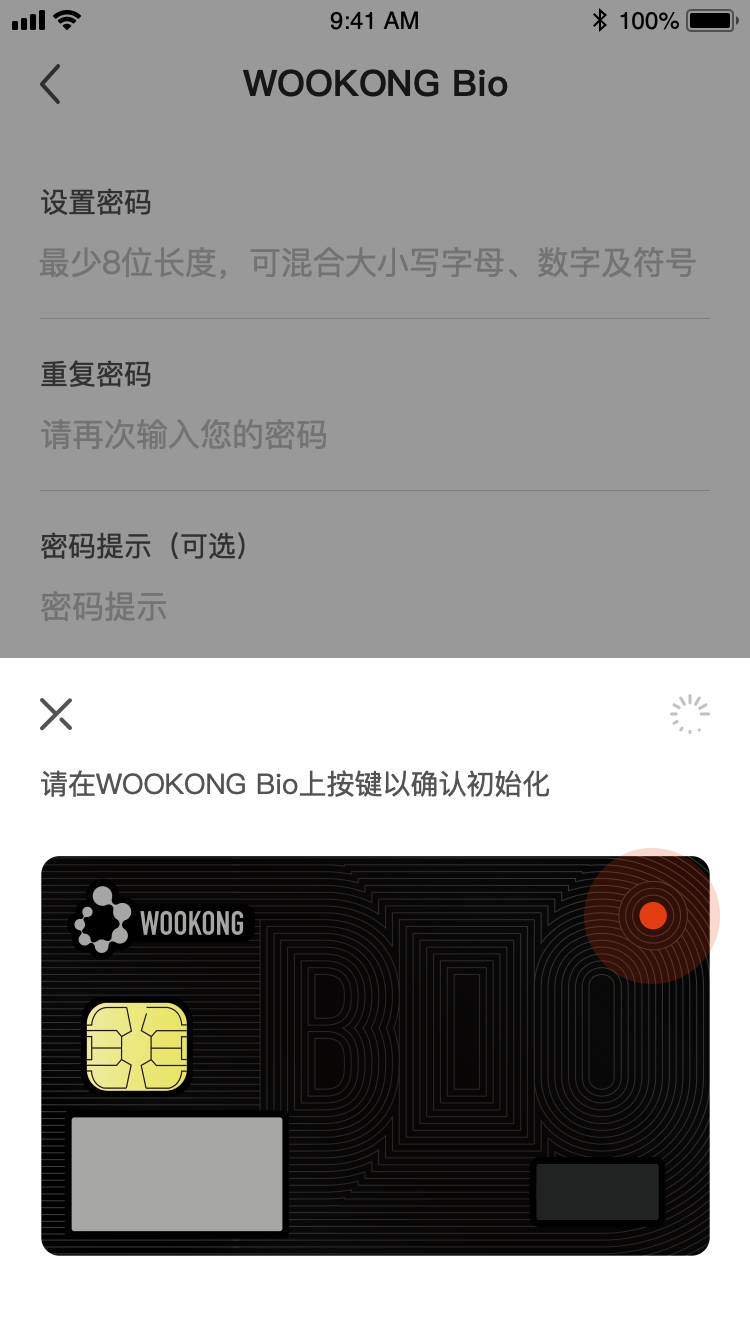 9:41 AM
100%
WOOKONG Bio
设置密码
最少8位长度，可混合大小写字母、数字及符号
重复密码
请再次输入您的密码
密码提示（可选）
密码提示
请在WOOKONG Bio上按键以确认初始化
WOOKONG
BIO